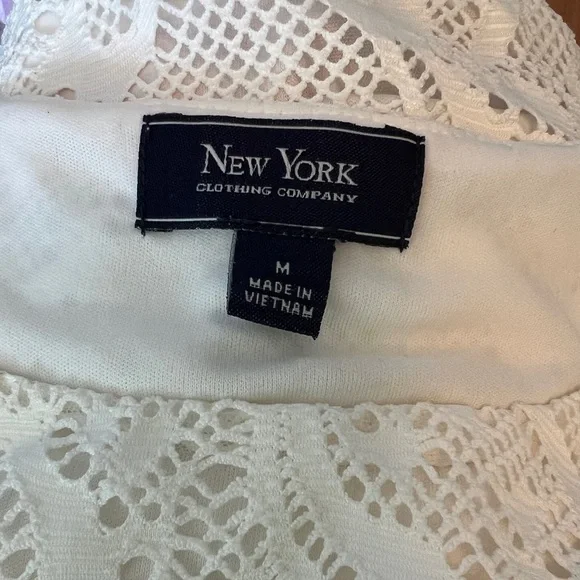 NEW YORK
CLOTHING COMPANY
M
MADE IN
VIETNAM